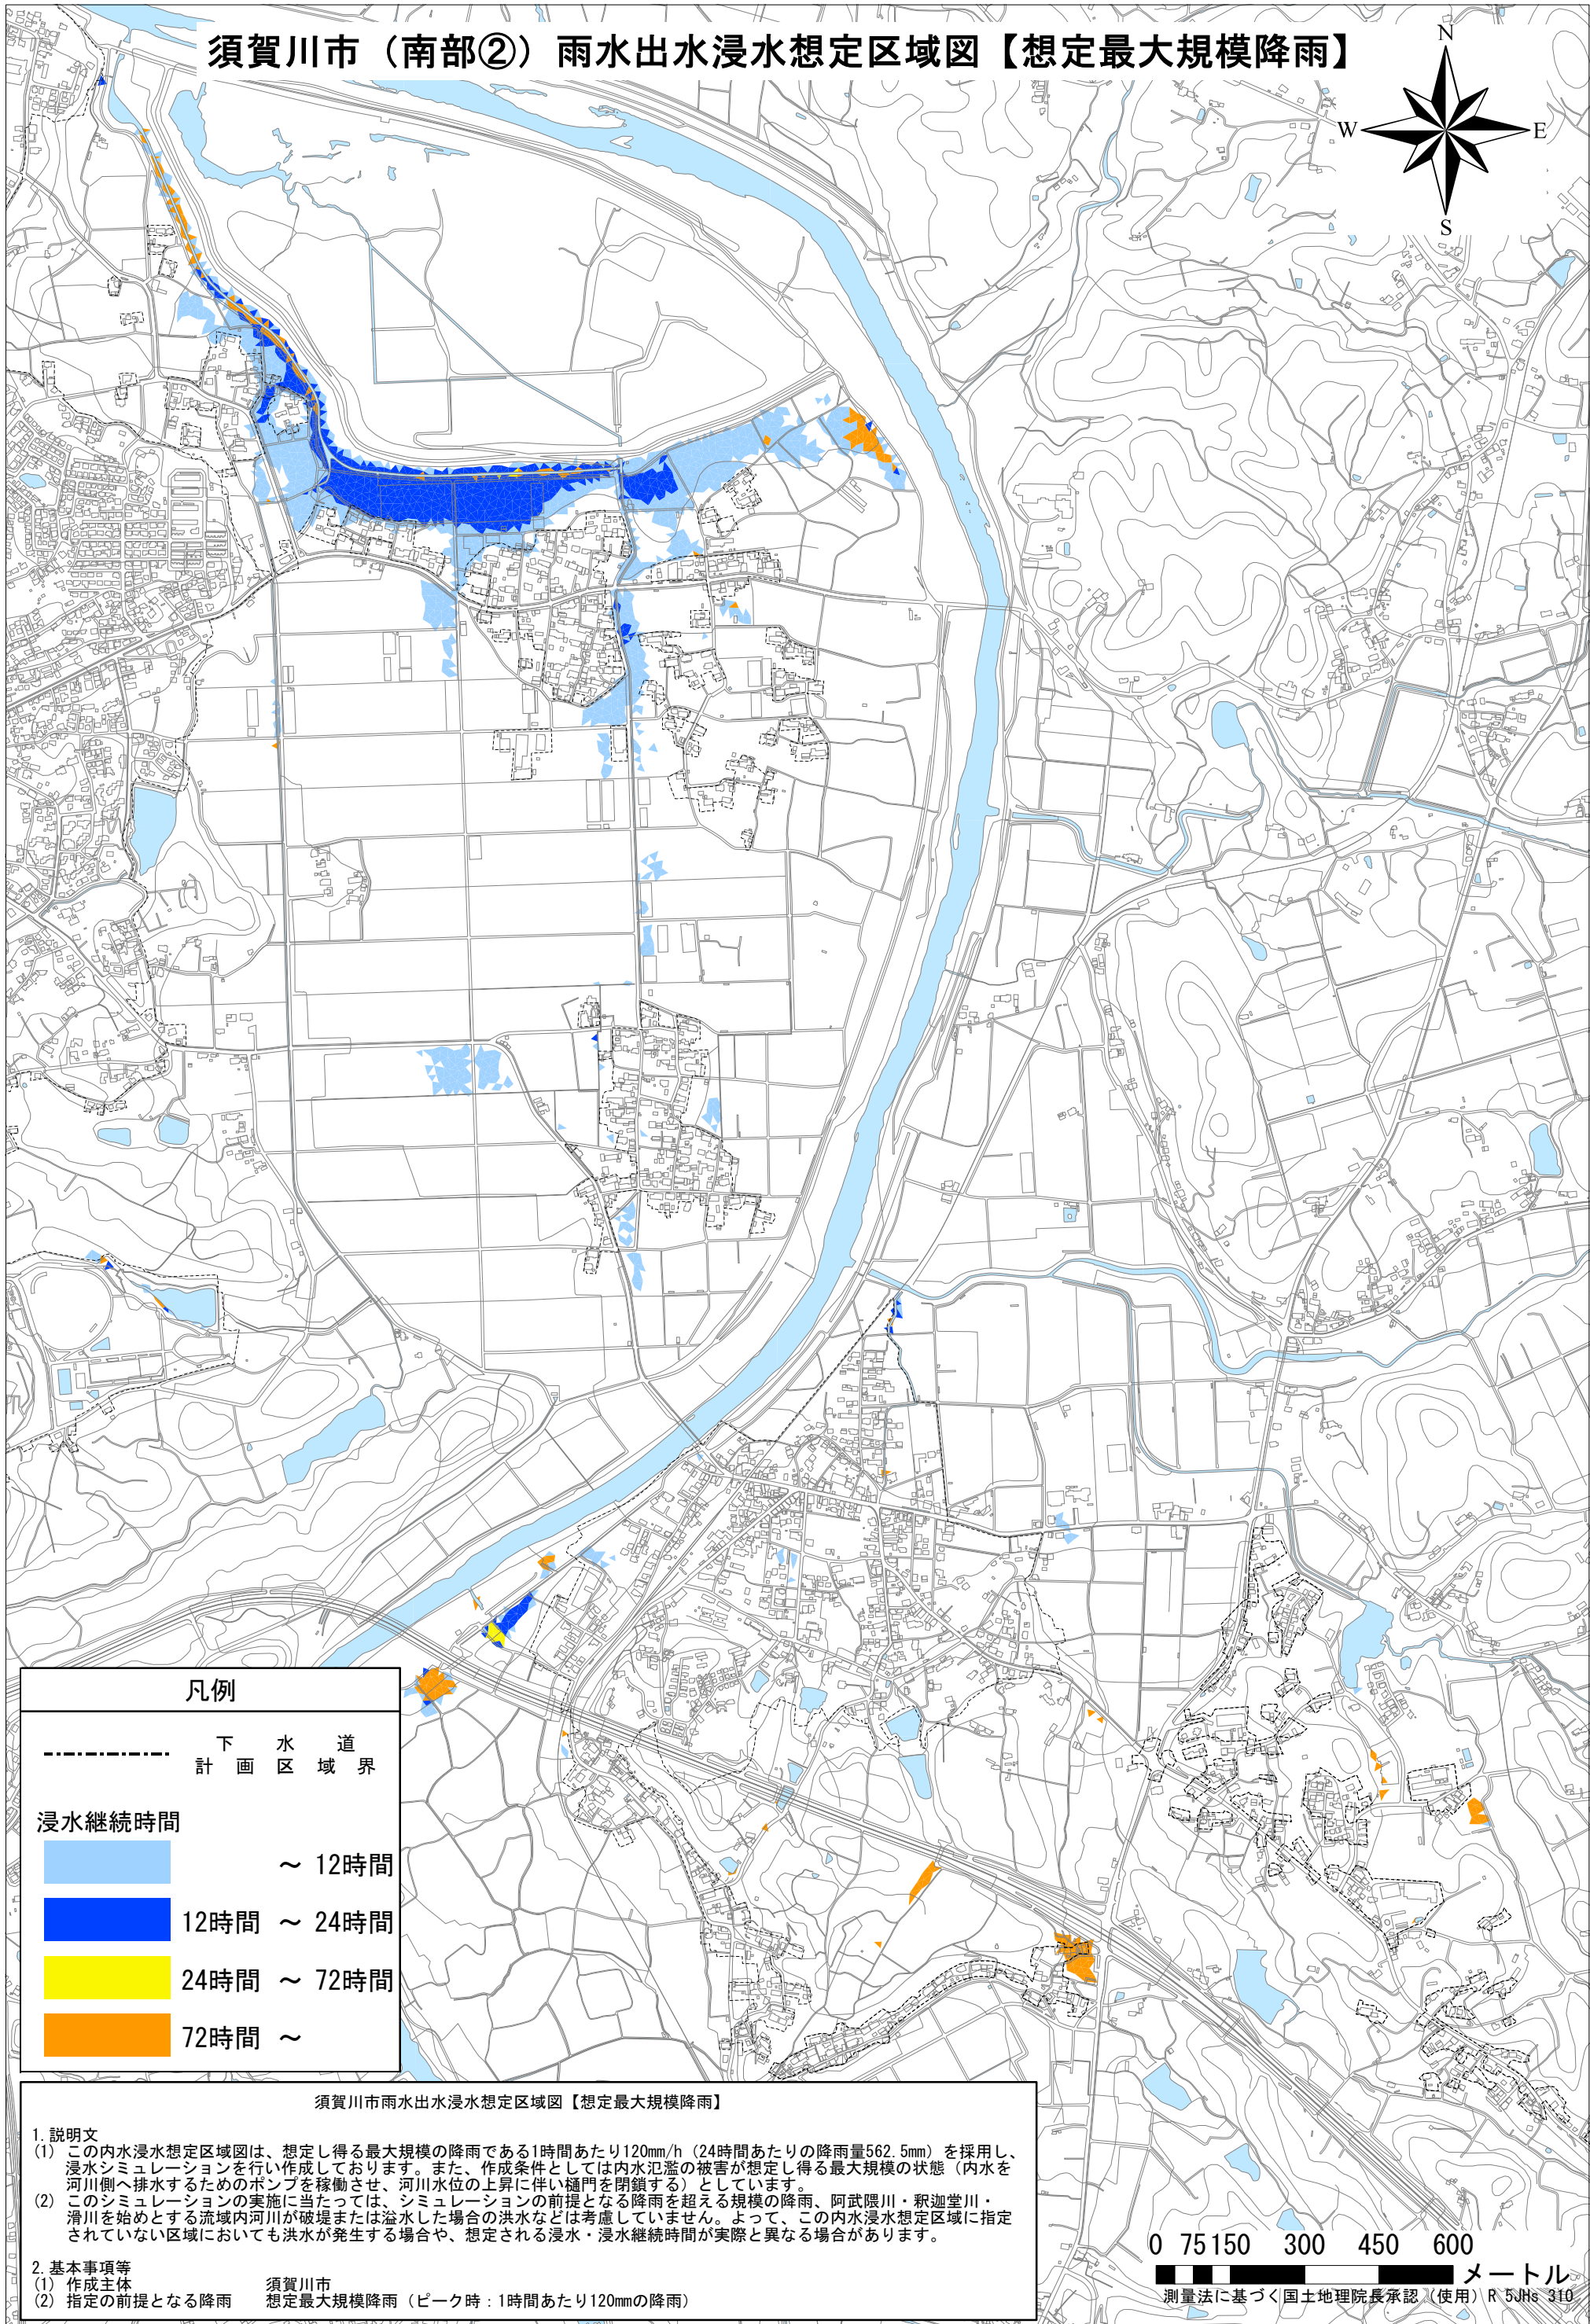 須賀川市（南部②）雨水出水浸水想定区域図【想定最大規模降雨】
N
W
E
S
凡例
下水道
計画区域界
浸水継続時間
～ 12時間
12時間 ～ 24時間
24時間 ～ 72時間
72時間 ～
須賀川市雨水出水浸水想定区域図【想定最大規模降雨】
1.説明文
(1) この内水浸水想定区域図は、想定し得る最大規模の降雨である1時間あたり120mm/h（24時間あたりの降雨量562.5mm）を採用し、
浸水シミュレーションを行い作成しております。また、作成条件としては内水氾濫の被害が想定し得る最大規模の状態（内水を
河川側へ排水するためのポンプを稼働させ、河川水位の上昇に伴い樋門を閉鎖する）としています。
(2) このシミュレーションの実施に当たっては、シミュレーションの前提となる降雨を超える規模の降雨、阿武隈川・釈迦堂川・
滑川を始めとする流域内河川が破堤または溢水した場合の洪水などは考慮していません。よって、この内水浸水想定区域に指定
されていない区域においても洪水が発生する場合や、想定される浸水・浸水継続時間が実際と異なる場合があります。
2.基本事項等
(1) 作成主体 須賀川市
(2) 指定の前提となる降雨 想定最大規模降雨（ピーク時：1時間あたり120mmの降雨）
0 75 150 300 450 600
メートル
測量法に基づく国土地理院長承認（使用）R 5JHs 310